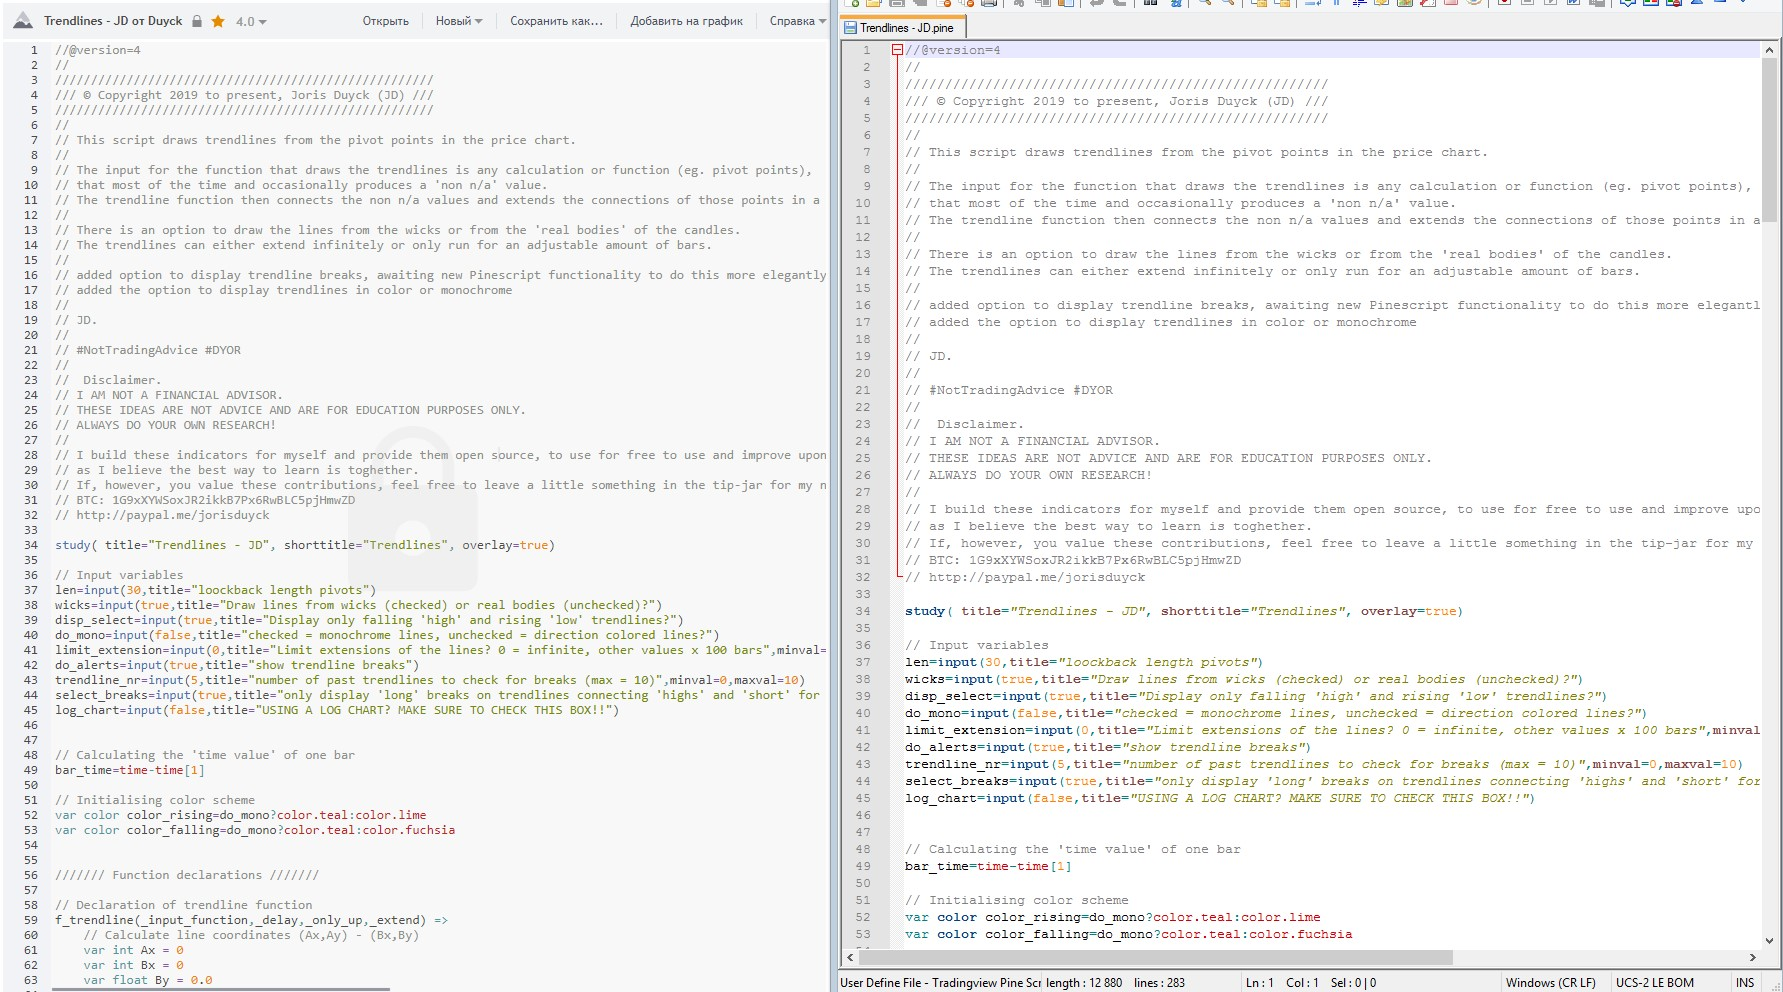 Trendlines - JD от Duyck 4.0 Открыть Новый Сохранить как... Добавить на график Справка
1 //@version=4
2 //
3 /////////////////////////////////////////////////////
4 /// © Copyright 2019 to present, Joris Duyck (JD) ///
5 /////////////////////////////////////////////////////
6 //
7 // This script draws trendlines from the pivot points in the price chart.
8 //
9 // The input for the function that draws the trendlines is any calculation or function (eg. pivot points),
10 // that most of the time and occasionally produces a 'non n/a' value.
11 // The trendline function then connects the non n/a values and extends the connections of those points in a
12 //
13 // There is an option to draw the lines from the wicks or from the 'real bodies' of the candles.
14 // The trendlines can either extend infinitely or only run for an adjustable amount of bars.
15 //
16 // added option to display trendline breaks, awaiting new Pinescript functionality to do this more elegantly
17 // added the option to display trendlines in color or monochrome
18 //
19 // JD.
20 //
21 // #NotTradingAdvice #DYOR
22 //
23 //  Disclaimer.
24 // I AM NOT A FINANCIAL ADVISOR.
25 // THESE IDEAS ARE NOT ADVICE AND ARE FOR EDUCATION PURPOSES ONLY.
26 // ALWAYS DO YOUR OWN RESEARCH!
27 //
28 // I build these indicators for myself and provide them open source, to use for free to use and improve upon
29 // as I believe the best way to learn is toghether.
30 // If, however, you value these contributions, feel free to leave a little something in the tip-jar for my n
31 // BTC: 1G9xXYWSoxJR2ikkB7Px6RwBLC5pjHmwZD
32 // http://paypal.me/jorisduyck
33
34 study( title="Trendlines - JD", shorttitle="Trendlines", overlay=true)
35
36 // Input variables
37 len=input(30,title="loockback length pivots")
38 wicks=input(true,title="Draw lines from wicks (checked) or real bodies (unchecked)?")
39 disp_select=input(true,title="Display only falling 'high' and rising 'low' trendlines?")
40 do_mono=input(false,title="checked = monochrome lines, unchecked = direction colored lines?")
41 limit_extension=input(0,title="Limit extensions of the lines? 0 = infinite, other values x 100 bars",minval=
42 do_alerts=input(true,title="show trendline breaks")
43 trendline_nr=input(5,title="number of past trendlines to check for breaks (max = 10)",minval=0,maxval=10)
44 select_breaks=input(true,title="only display 'long' breaks on trendlines connecting 'highs' and 'short' for
45 log_chart=input(false,title="USING A LOG CHART? MAKE SURE TO CHECK THIS BOX!!")
46
47
48 // Calculating the 'time value' of one bar
49 bar_time=time-time[1]
50
51 // Initialising color scheme
52 var color color_rising=do_mono?color.teal:color.lime
53 var color color_falling=do_mono?color.teal:color.fuchsia
54
55
56 /////// Function declarations ///////
57
58 // Declaration of trendline function
59 f_trendline(_input_function,_delay,_only_up,_extend) =>
60     // Calculate line coordinates (Ax,Ay) - (Bx,By)
61     var int Ax = 0
62     var int Bx = 0
63     var float By = 0.0
Trendlines - JD.pine
1 //@version=4
2 //
3 /////////////////////////////////////////////////////
4 /// © Copyright 2019 to present, Joris Duyck (JD) ///
5 /////////////////////////////////////////////////////
6 //
7 // This script draws trendlines from the pivot points in the price chart.
8 //
9 // The input for the function that draws the trendlines is any calculation or function (eg. pivot points),
10 // that most of the time and occasionally produces a 'non n/a' value.
11 // The trendline function then connects the non n/a values and extends the connections of those points in a
12 //
13 // There is an option to draw the lines from the wicks or from the 'real bodies' of the candles.
14 // The trendlines can either extend infinitely or only run for an adjustable amount of bars.
15 //
16 // added option to display trendline breaks, awaiting new Pinescript functionality to do this more elegantl
17 // added the option to display trendlines in color or monochrome
18 //
19 // JD.
20 //
21 // #NotTradingAdvice #DYOR
22 //
23 //  Disclaimer.
24 // I AM NOT A FINANCIAL ADVISOR.
25 // THESE IDEAS ARE NOT ADVICE AND ARE FOR EDUCATION PURPOSES ONLY.
26 // ALWAYS DO YOUR OWN RESEARCH!
27 //
28 // I build these indicators for myself and provide them open source, to use for free to use and improve upo
29 // as I believe the best way to learn is toghether.
30 // If, however, you value these contributions, feel free to leave a little something in the tip-jar for my
31 // BTC: 1G9xXYWSoxJR2ikkB7Px6RwBLC5pjHmwZD
32 // http://paypal.me/jorisduyck
33
34 study( title="Trendlines - JD", shorttitle="Trendlines", overlay=true)
35
36 // Input variables
37 len=input(30,title="loockback length pivots")
38 wicks=input(true,title="Draw lines from wicks (checked) or real bodies (unchecked)?")
39 disp_select=input(true,title="Display only falling 'high' and rising 'low' trendlines?")
40 do_mono=input(false,title="checked = monochrome lines, unchecked = direction colored lines?")
41 limit_extension=input(0,title="Limit extensions of the lines? 0 = infinite, other values x 100 bars",minval
42 do_alerts=input(true,title="show trendline breaks")
43 trendline_nr=input(5,title="number of past trendlines to check for breaks (max = 10)",minval=0,maxval=10)
44 select_breaks=input(true,title="only display 'long' breaks on trendlines connecting 'highs' and 'short' for
45 log_chart=input(false,title="USING A LOG CHART? MAKE SURE TO CHECK THIS BOX!!")
46
47
48 // Calculating the 'time value' of one bar
49 bar_time=time-time[1]
50
51 // Initialising color scheme
52 var color color_rising=do_mono?color.teal:color.lime
53 var color color_falling=do_mono?color.teal:color.fuchsia
User Define File - Tradingview Pine Scr length : 12 880 lines : 283 Ln : 1 Col : 1 Sel : 0 | 0 Windows (CR LF) UCS-2 LE BOM INS